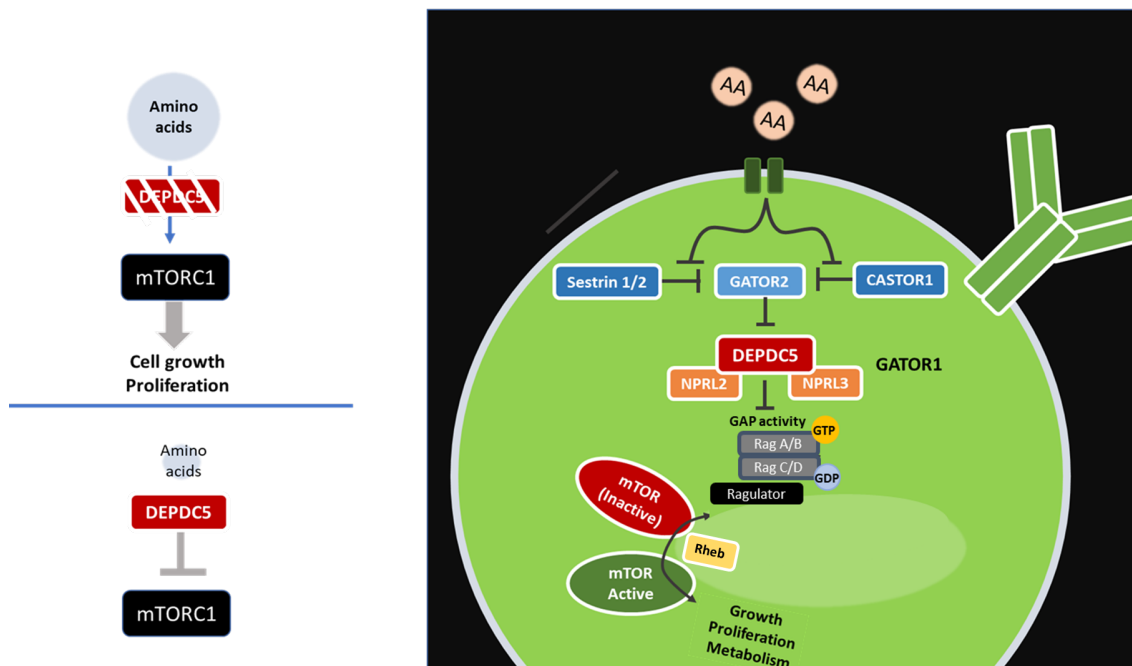 Amino
acids
DEPDC5
mTORC1
Cell growth
Proliferation
Amino
acids
DEPDC5
mTORC1
AA
AA
AA
Sestrin 1/2
GATOR2
CASTOR1
DEPDC5
GATOR1
NPRL2
NPRL3
GAP activity
GTP
Rag A/B
Rag C/D
GDP
Ragulator
mTOR
(Inactive)
Rheb
mTOR
Active
Growth
Proliferation
Metabolism